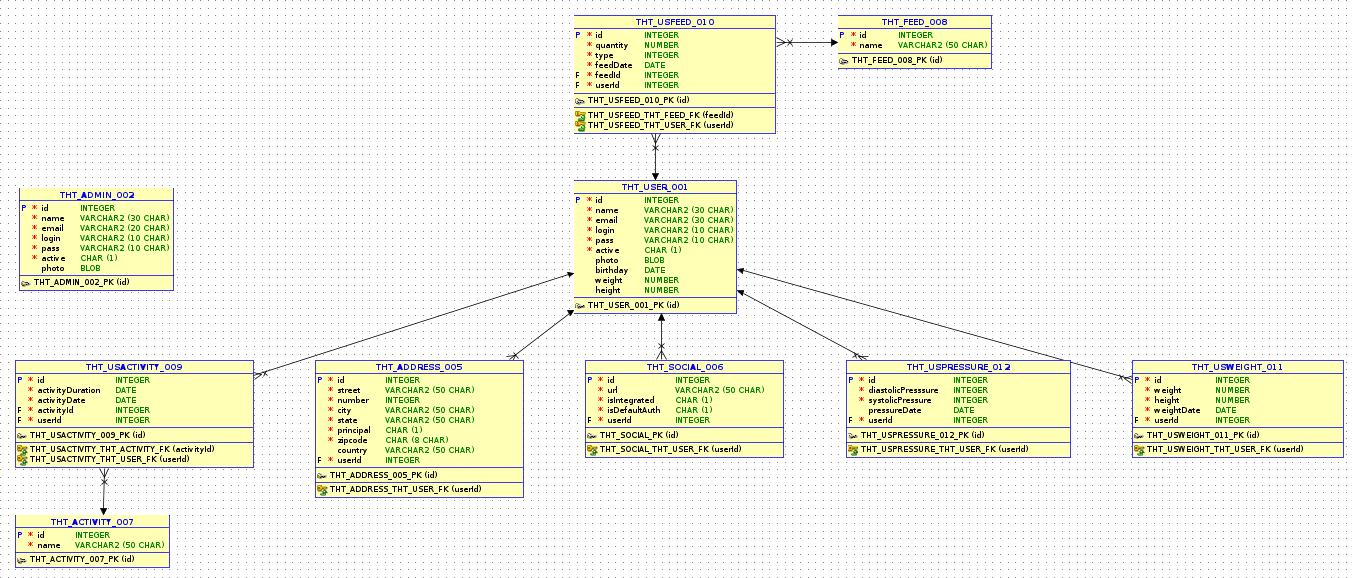 THT_USFEED_010
P * id INTEGER
* quantity NUMBER
* type INTEGER
* feedDate DATE
F * feedId INTEGER
F * userId INTEGER
THT_USFEED_010_PK (id)
THT_USFEED_THT_FEED_FK (feedId)
THT_USFEED_THT_USER_FK (userId)
THT_FEED_008
P * id INTEGER
* name VARCHAR2 (50 CHAR)
THT_FEED_008_PK (id)
THT_ADMIN_002
P * id INTEGER
* name VARCHAR2 (30 CHAR)
* email VARCHAR2 (20 CHAR)
* login VARCHAR2 (10 CHAR)
* pass VARCHAR2 (10 CHAR)
* active CHAR (1)
photo BLOB
THT_ADMIN_002_PK (id)
THT_USER_001
P * id INTEGER
* name VARCHAR2 (30 CHAR)
* email VARCHAR2 (30 CHAR)
* login VARCHAR2 (10 CHAR)
* pass VARCHAR2 (10 CHAR)
* active CHAR (1)
photo BLOB
birthday DATE
weight NUMBER
height NUMBER
THT_USER_001_PK (id)
THT_USACTIVITY_009
P * id INTEGER
* activityDuration DATE
* activityDate DATE
F * activityId INTEGER
F * userId INTEGER
THT_USACTIVITY_009_PK (id)
THT_USACTIVITY_THT_ACTIVITY_FK (activityId)
THT_USACTIVITY_THT_USER_FK (userId)
THT_ADDRESS_005
P * id INTEGER
* street VARCHAR2 (50 CHAR)
* number INTEGER
* city VARCHAR2 (50 CHAR)
* state VARCHAR2 (50 CHAR)
* principal CHAR (1)
* zipcode CHAR (8 CHAR)
country VARCHAR2 (50 CHAR)
F * userId INTEGER
THT_ADDRESS_005_PK (id)
THT_ADDRESS_THT_USER_FK (userId)
THT_SOCIAL_006
P * id INTEGER
* url VARCHAR2 (50 CHAR)
* isIntegrated CHAR (1)
* isDefaultAuth CHAR (1)
F * userId INTEGER
THT_SOCIAL_PK (id)
THT_SOCIAL_THT_USER_FK (userId)
THT_USPRESSURE_012
P * id INTEGER
* diastolicPresssure INTEGER
* systolicPressure INTEGER
pressureDate DATE
F * userId INTEGER
THT_USPRESSURE_012_PK (id)
THT_USPRESSURE_THT_USER_FK (userId)
THT_USWEIGHT_011
P * id INTEGER
* weight NUMBER
* height NUMBER
* weightDate DATE
F * userId INTEGER
THT_USWEIGHT_011_PK (id)
THT_USWEIGHT_THT_USER_FK (userId)
THT_ACTIVITY_007
P * id INTEGER
* name VARCHAR2 (50 CHAR)
THT_ACTIVITY_007_PK (id)